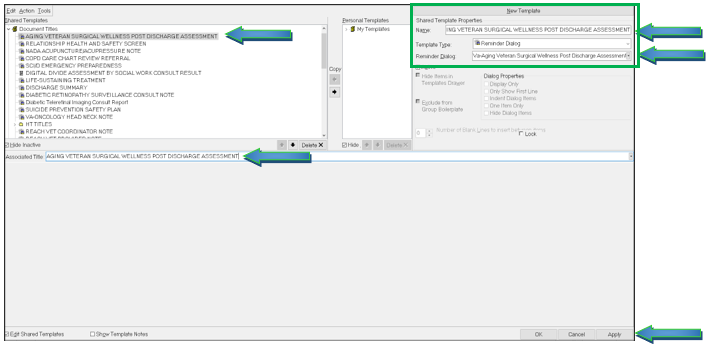 Edit Action Tools
New Template
Shared Templates
Personal Templates
Shared Template Properties
Document Titles
My Templates
Name: ING VETERAN SURGICAL WELLNESS POST DISCHARGE ASSESSMENT
AGING VETERAN SURGICAL WELLNESS POST DISCHARGE ASSESSMENT
RELATIONSHIP HEALTH AND SAFETY SCREEN
Template Type: Reminder Dialog
NADA ACUPUNCTURE/ACUPRESSURE NOTE
COPD CARE CHART REVIEW REFERRAL
Reminder Dialog: VA-Aging Veteran Surgical Wellness Post Discharge Assessment
SCI/D EMERGENCY PREPAREDNESS
Copy
DIGITAL DIVIDE ASSESSMENT BY SOCIAL WORK CONSULT RESULT
Hide Items in Templates Drawer
Dialog Properties
LIFE-SUSTAINING TREATMENT
Display Only
DISCHARGE SUMMARY
Only Show First Line
DIABETIC RETINOPATHY SURVEILLANCE CONSULT NOTE
Indent Dialog Items
Diabetic Teleretinal Imaging Consult Report
Exclude from Group Boilerplate
One Item Only
SUICIDE PREVENTION SAFETY PLAN
Hide Dialog Items
VA-ONCOLOGY HEAD NECK NOTE
HT TITLES
REACH VET COORDINATOR NOTE
0 Number of Blank Lines to insert between items
Lock
REACH VET PROVIDER NOTE
Hide Inactive
Delete X
Hide
Delete X
Associated Title: AGING VETERAN SURGICAL WELLNESS POST DISCHARGE ASSESSMENT
Edit Shared Templates
Show Template Notes
OK
Cancel
Apply